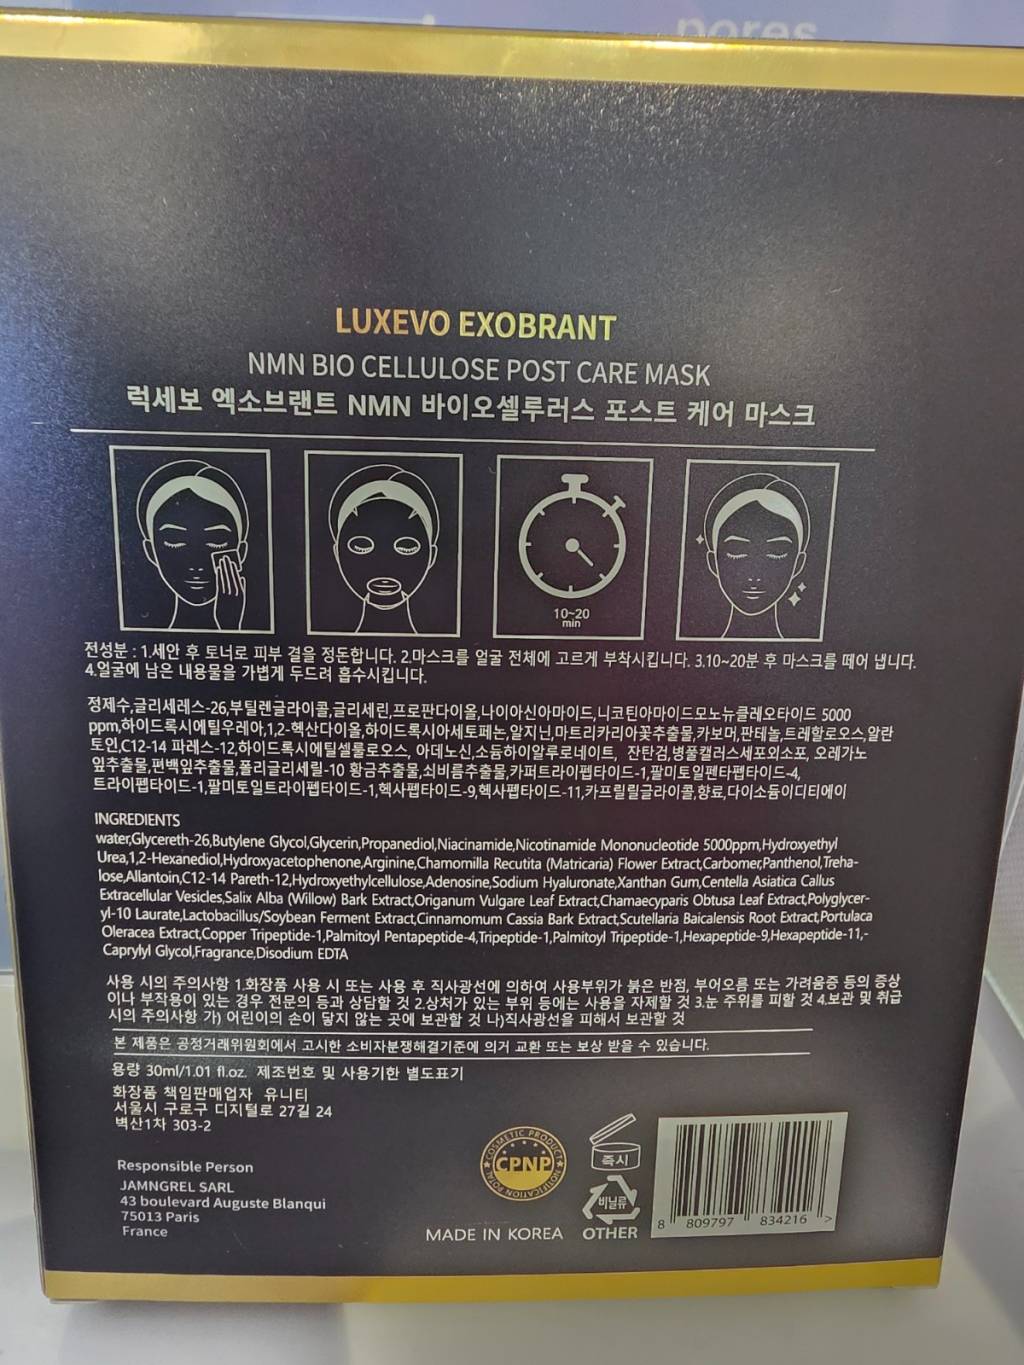 pores
LUXEVO EXOBRANT
NMN BIO CELLULOSE POST CARE MASK
럭세보 엑소브랜트 NMN 바이오셀루러스 포스트 케어 마스크
10~20
min
전성분 : 1.세안 후 토너로 피부 결을 정돈합니다. 2.마스크를 얼굴 전체에 고르게 부착시킵니다. 3.10~20분 후 마스크를 떼어 냅니다.
4.얼굴에 남은 내용물을 가볍게 두드려 흡수시킵니다.
정제수,글리세레스-26,부틸렌글라이콜,글리세린,프로판다이올,나이아신아마이드,니코틴아마이드모노뉴클레오타이드 5000
ppm,하이드록시에틸우레아,1,2-헥산다이올,하이드록시아세토페논,알지닌,마트리카리아꽃추출물,카보머,판테놀,트레할로오스,알란
토인,C12-14 파레스-12,하이드록시에틸셀룰로오스, 아데노신,소듐하이알루로네이트, 잔탄검,병풀캘러스세포외소포, 오레가노
잎추출물,편백잎추출물,폴리글리세릴-10 황금추출물,쇠비름추출물,카퍼트라이펩타이드-1,팔미토일펜타펩타이드-4,
트라이펩타이드-1,팔미토일트라이펩타이드-1,헥사펩타이드-9,헥사펩타이드-11,카프릴릴글라이콜,향료,다이소듐이디티에이
INGREDIENTS
water,Glycereth-26,Butylene Glycol,Glycerin,Propanediol,Niacinamide,Nicotinamide Mononucleotide 5000ppm,Hydroxyethyl
Urea,1,2-Hexanediol,Hydroxyacetophenone,Arginine,Chamomilla Recutita (Matricaria) Flower Extract,Carbomer,Panthenol,Treha-
lose,Allantoin,C12-14 Pareth-12,Hydroxyethylcellulose,Adenosine,Sodium Hyaluronate,Xanthan Gum,Centella Asiatica Callus
Extracellular Vesicles,Salix Alba (Willow) Bark Extract,Origanum Vulgare Leaf Extract,Chamaecyparis Obtusa Leaf Extract,Polyglycer-
yl-10 Laurate,Lactobacillus/Soybean Ferment Extract,Cinnamomum Cassia Bark Extract,Scutellaria Baicalensis Root Extract,Portulaca
Oleracea Extract,Copper Tripeptide-1,Palmitoyl Pentapeptide-4,Tripeptide-1,Palmitoyl Tripeptide-1,Hexapeptide-9,Hexapeptide-11,-
Caprylyl Glycol,Fragrance,Disodium EDTA
사용 시의 주의사항 1.화장품 사용 시 또는 사용 후 직사광선에 의하여 사용부위가 붉은 반점, 부어오름 또는 가려움증 등의 증상
이나 부작용이 있는 경우 전문의 등과 상담할 것 2.상처가 있는 부위 등에는 사용을 자제할 것 3.눈 주위를 피할 것 4.보관 및 취급
시의 주의사항 가) 어린이의 손이 닿지 않는 곳에 보관할 것 나)직사광선을 피해서 보관할 것
본 제품은 공정거래위원회에서 고시한 소비자분쟁해결기준에 의거 교환 또는 보상 받을 수 있습니다.
용량 30ml/1.01 fl.oz. 제조번호 및 사용기한 별도표기
화장품 책임판매업자 유니티
서울시 구로구 디지털로 27길 24
벽산1차 303-2
Responsible Person
JAMNGREL SARL
43 boulevard Auguste Blanqui
75013 Paris
France
COSMETIC PRODUCT
CPNP
NOTIFICATION PORTAL
MADE IN KOREA
즉시
비닐류
OTHER
8 809797 834216 >